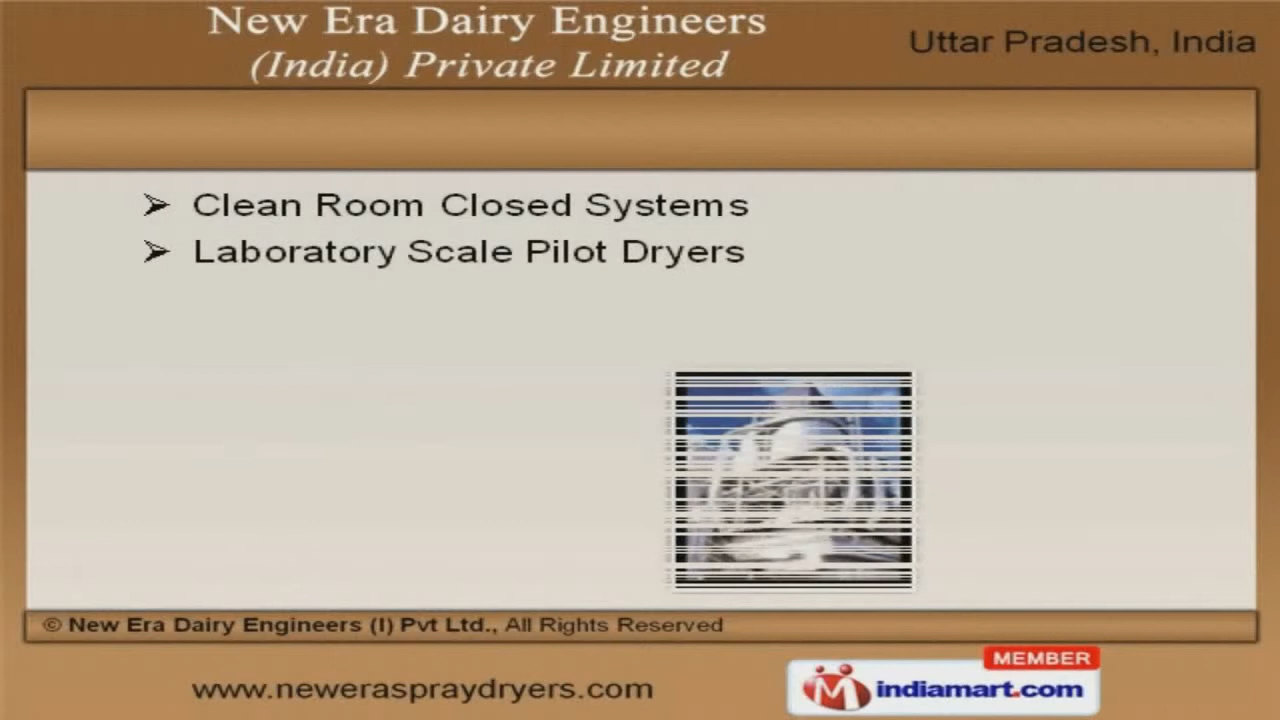 New Era Dairy Engineers
(India) Private Limited
Uttar Pradesh, India
➢ Clean Room Closed Systems
➢ Laboratory Scale Pilot Dryers
© New Era Dairy Engineers (I) Pvt Ltd., All Rights Reserved
www.neweraspraydryers.com
MEMBER
indiamart.com